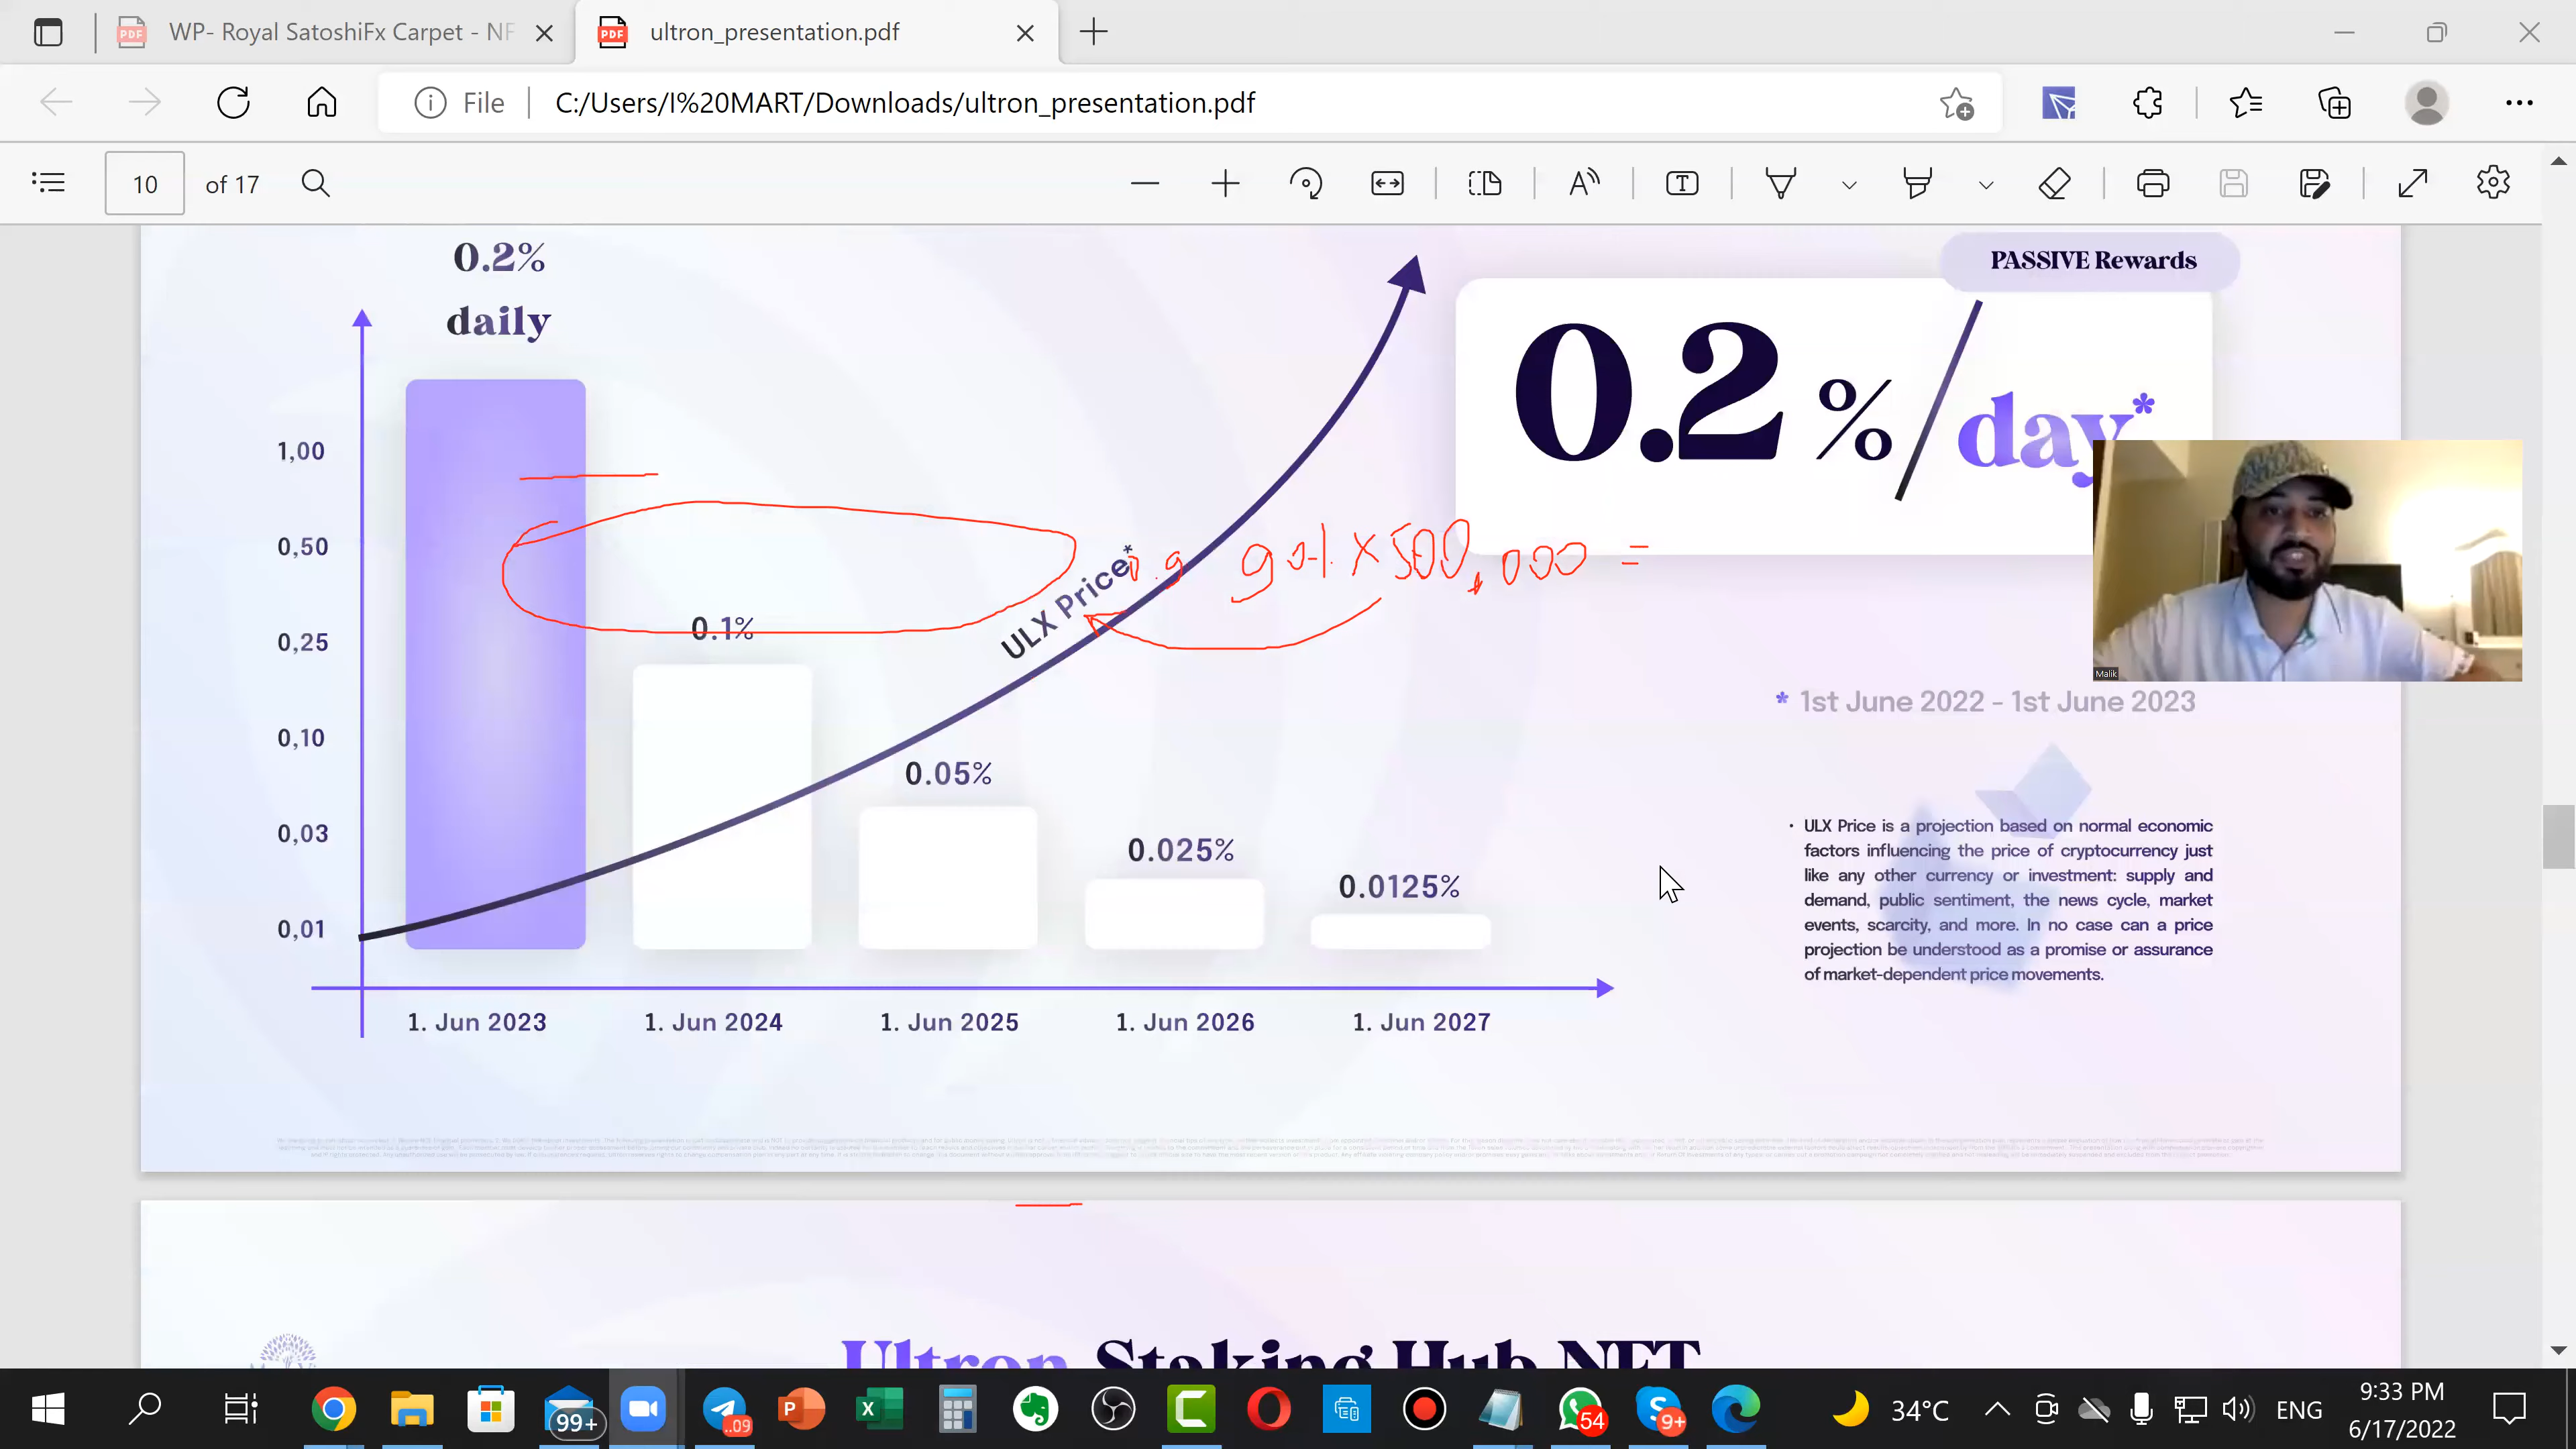 WP- Royal SatoshiFx Carpet - NF
ultron_presentation.pdf
File
C:/Users/I%20MART/Downloads/ultron_presentation.pdf
10 of 17
0.2%
daily
PASSIVE Rewards
0.2%/day*
1,00
0,50
0,25
0,10
0,03
0,01
ULX Price*
× 500,000 =
0.1%
0.05%
0.025%
0.0125%
Malik
* 1st June 2022 - 1st June 2023
• ULX Price is a projection based on normal economic
factors influencing the price of cryptocurrency just
like any other currency or investment: supply and
demand, public sentiment, the news cycle, market
events, scarcity, and more. In no case can a price
projection be understood as a promise or assurance
of market-dependent price movements.
1. Jun 2023
1. Jun 2024
1. Jun 2025
1. Jun 2026
1. Jun 2027
Ultron Staking Hub NFT
99+
..09
54
9+
34°C
ENG
9:33 PM
6/17/2022